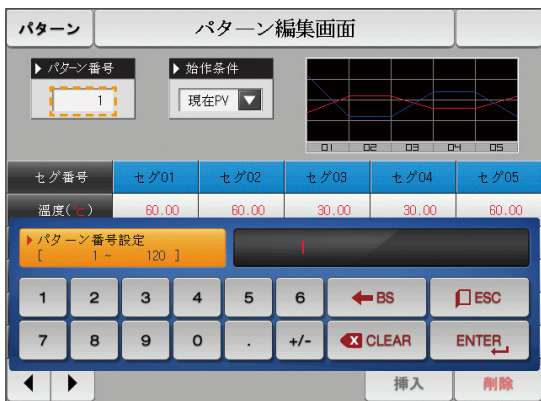 パターン
パターン編集画面
▶ パターン番号
1
▶ 始作条件
現在PV
01 02 03 04 05
セグ番号 セグ01 セグ02 セグ03 セグ04 セグ05
温度(℃) 60.00 60.00 30.00 30.00 60.00
▶ パターン番号設定
[ 1 ~ 120 ]
1
1 2 3 4 5 6 BS ESC
7 8 9 0 . +/- CLEAR ENTER
挿入 削除